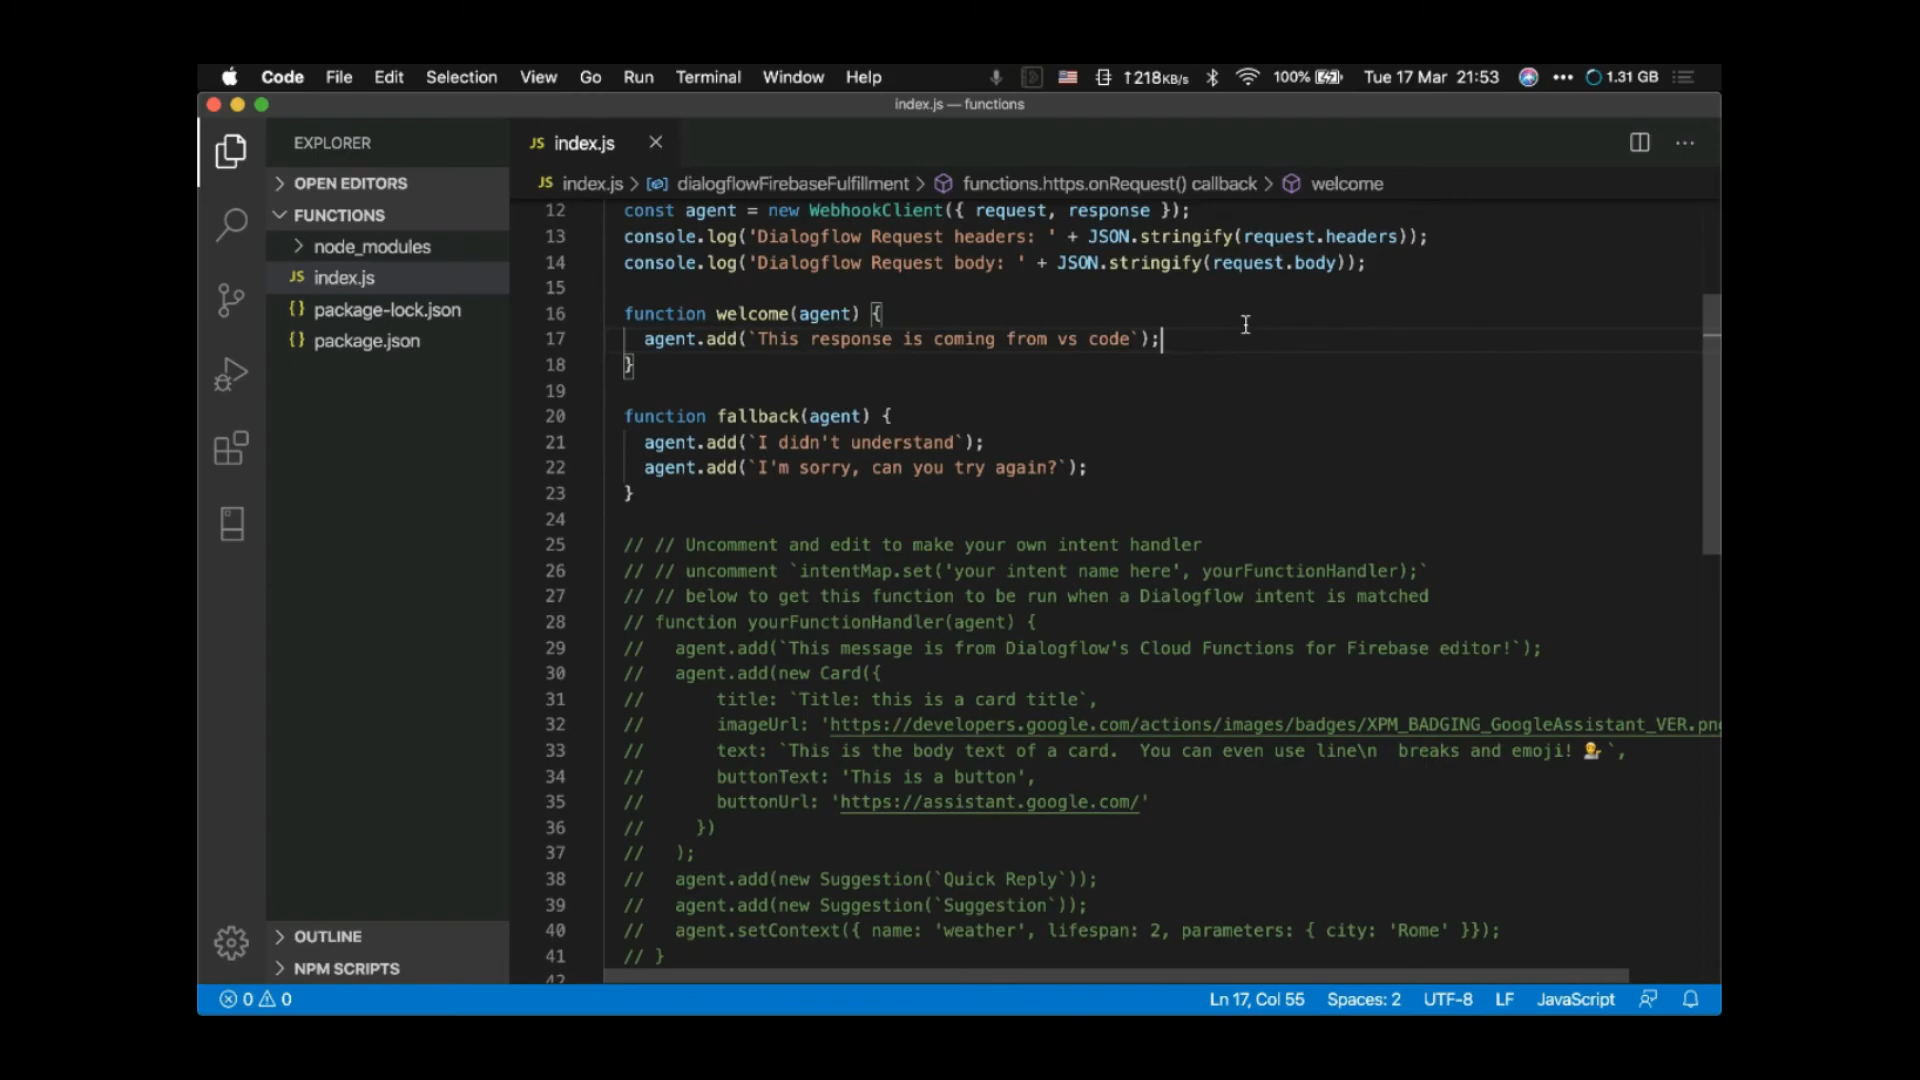 Code File Edit Selection View Go Run Terminal Window Help ↑218KB/s 100% Tue 17 Mar 21:53 ••• 1.31 GB
index.js — functions
EXPLORER
JS index.js
OPEN EDITORS
JS index.js > dialogflowFirebaseFulfillment > functions.https.onRequest() callback > welcome
FUNCTIONS
node_modules
JS index.js
{} package-lock.json
{} package.json
12 const agent = new WebhookClient({ request, response });
13 console.log('Dialogflow Request headers: ' + JSON.stringify(request.headers));
14 console.log('Dialogflow Request body: ' + JSON.stringify(request.body));
15
16 function welcome(agent) {
17 agent.add(`This response is coming from vs code`);
18 }
19
20 function fallback(agent) {
21 agent.add(`I didn't understand`);
22 agent.add(`I'm sorry, can you try again?`);
23 }
24
25 // // Uncomment and edit to make your own intent handler
26 // // uncomment `intentMap.set('your intent name here', yourFunctionHandler);`
27 // // below to get this function to be run when a Dialogflow intent is matched
28 // function yourFunctionHandler(agent) {
29 // agent.add(`This message is from Dialogflow's Cloud Functions for Firebase editor!`);
30 // agent.add(new Card({
31 // title: `Title: this is a card title`,
32 // imageUrl: 'https://developers.google.com/actions/images/badges/XPM_BADGING_GoogleAssistant_VER.png
33 // text: `This is the body text of a card.  You can even use line\n  breaks and emoji! 💁`,
34 // buttonText: 'This is a button',
35 // buttonUrl: 'https://assistant.google.com/'
36 // })
37 // );
38 // agent.add(new Suggestion(`Quick Reply`));
39 // agent.add(new Suggestion(`Suggestion`));
40 // agent.setContext({ name: 'weather', lifespan: 2, parameters: { city: 'Rome' }});
41 // }
42
OUTLINE
NPM SCRIPTS
0 0 Ln 17, Col 55 Spaces: 2 UTF-8 LF JavaScript